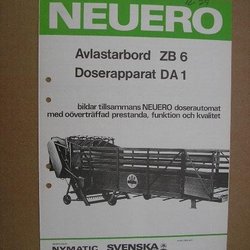 NEUERO
Avlastarbord ZB 6
Doserapparat DA 1
bildar tillsammans NEUERO doserautomat
med oöverträffad prestanda, funktion och kvalitet
NYMATIC SVENSKA